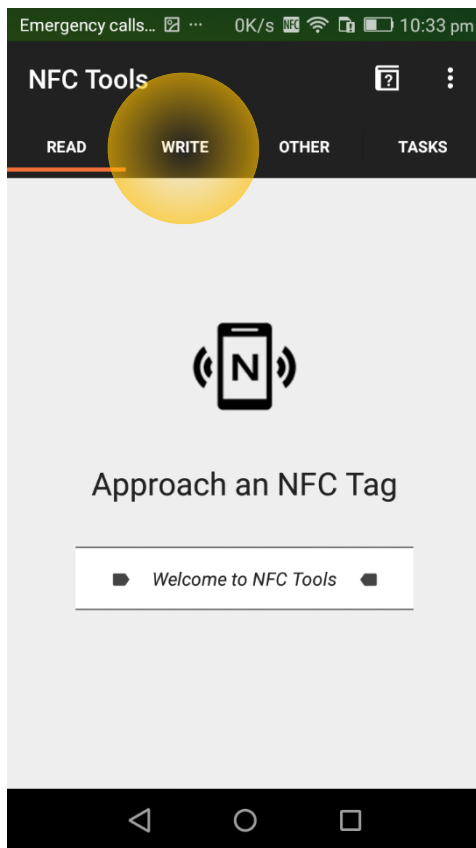 Emergency calls... ... 0K/s NFC 10:33 pm
NFC Tools
READ WRITE OTHER TASKS
N
Approach an NFC Tag
Welcome to NFC Tools